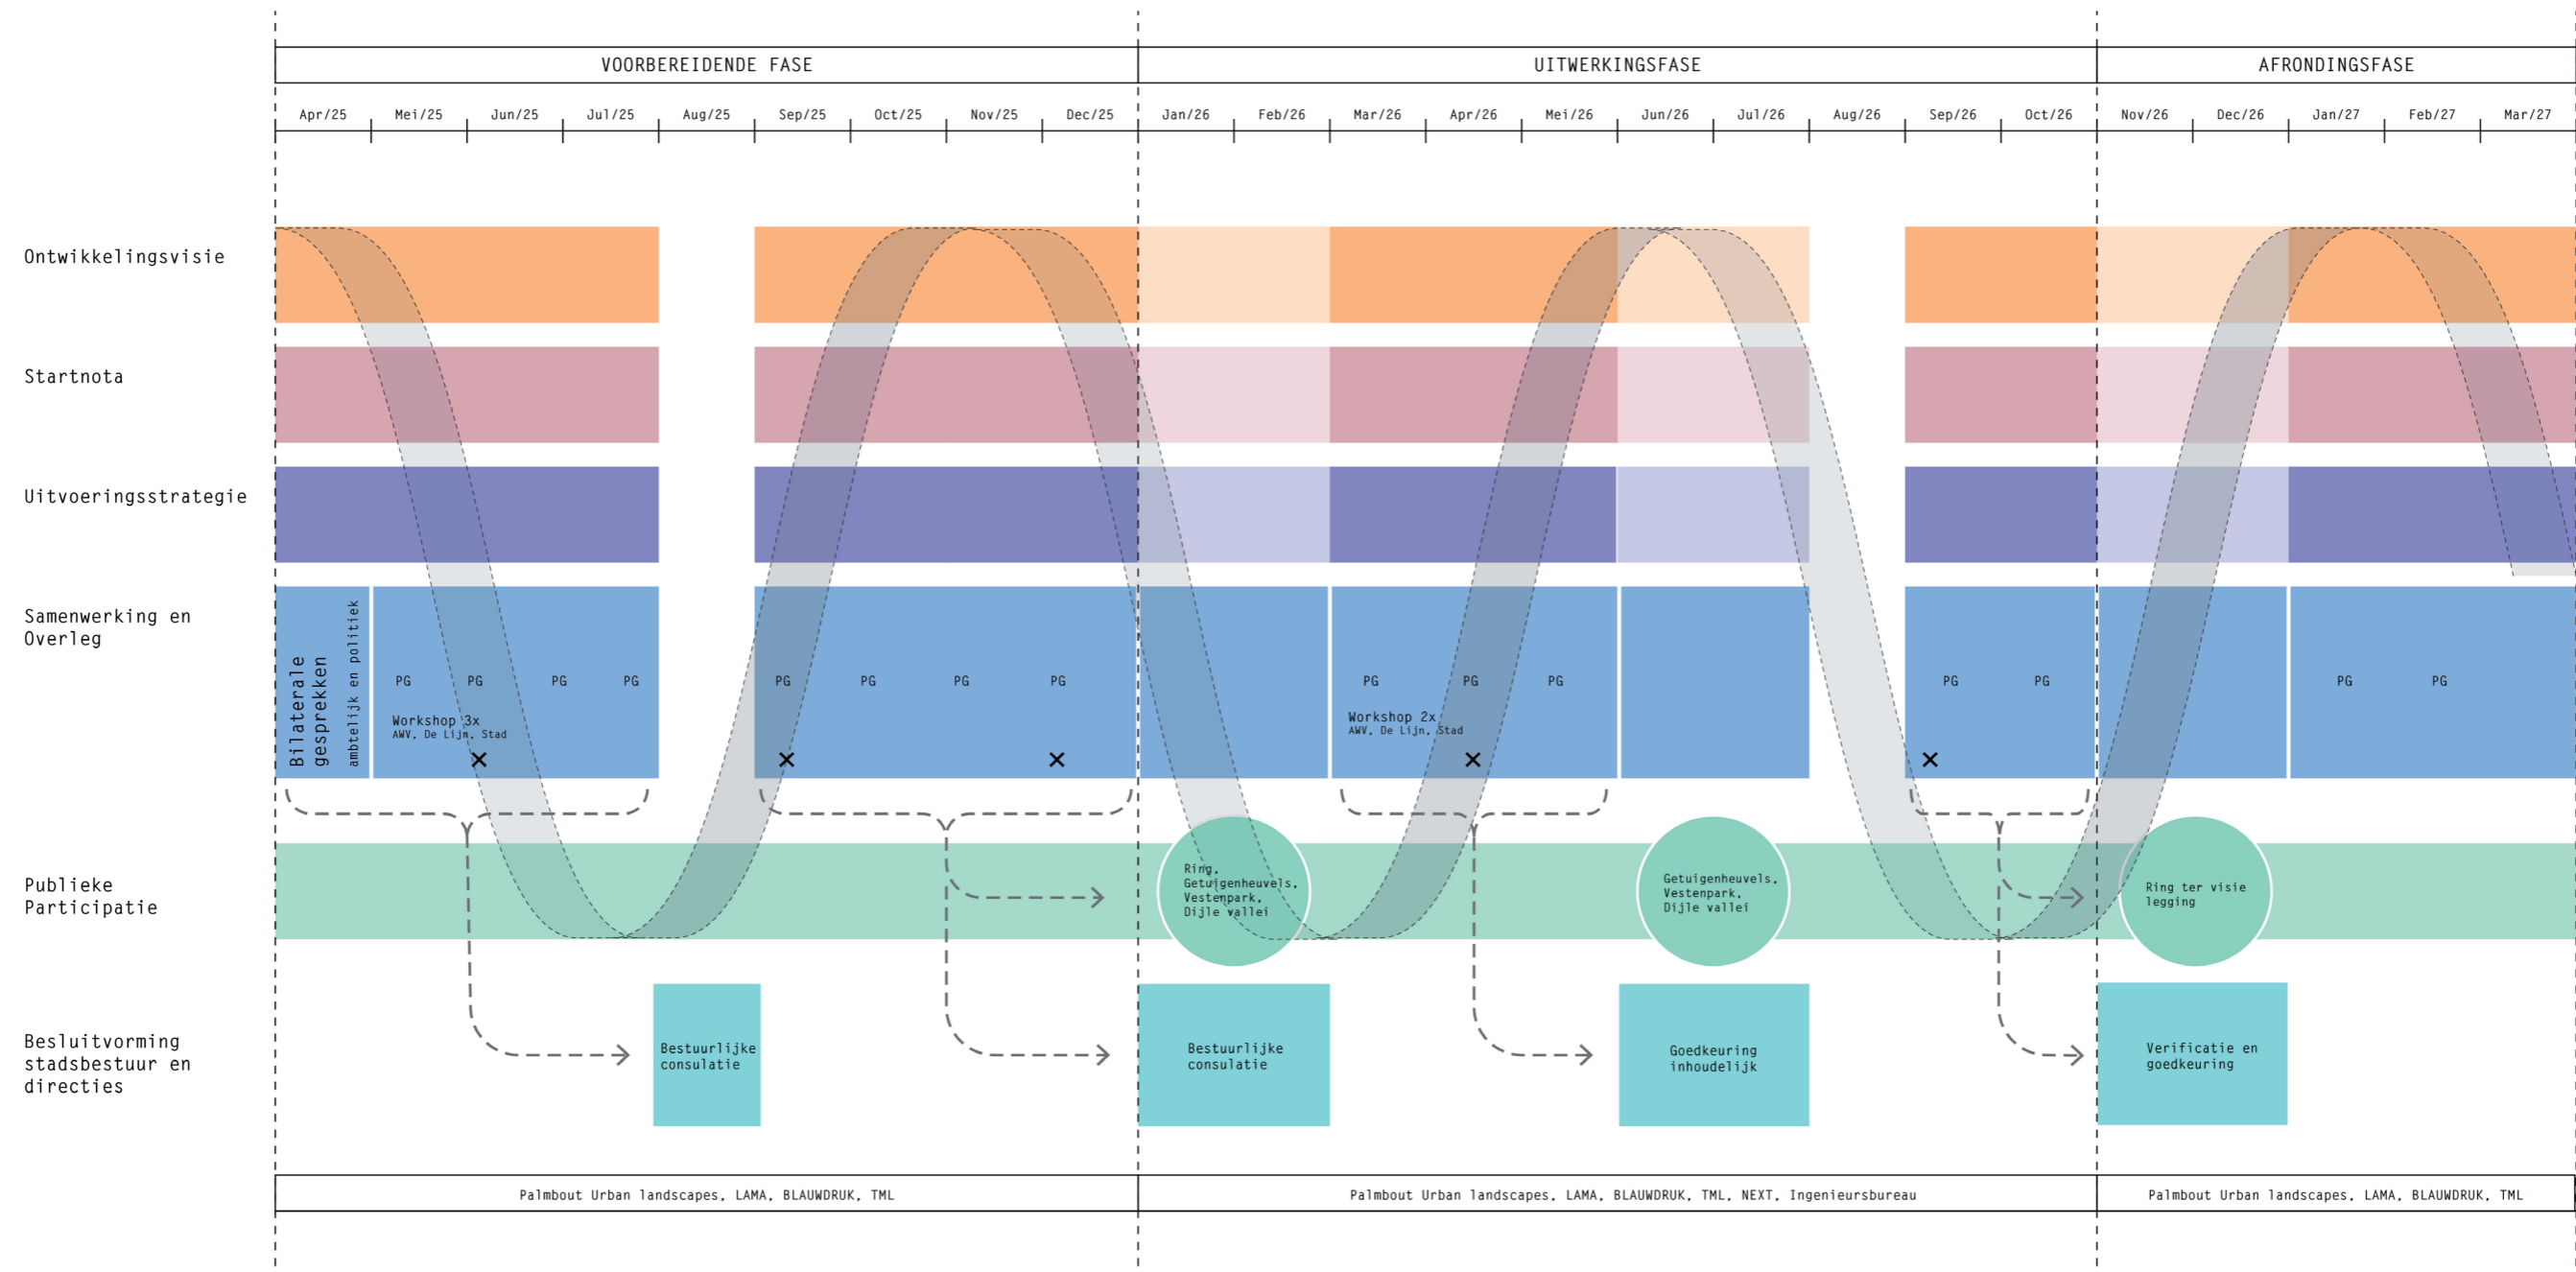 VOORBEREIDENDE FASE
UITWERKINGSFASE
AFRONDINGSFASE
Apr/25 Mei/25 Jun/25 Jul/25 Aug/25 Sep/25 Oct/25 Nov/25 Dec/25 Jan/26 Feb/26 Mar/26 Apr/26 Mei/26 Jun/26 Jul/26 Aug/26 Sep/26 Oct/26 Nov/26 Dec/26 Jan/27 Feb/27 Mar/27
Ontwikkelingsvisie
Startnota
Uitvoeringsstrategie
Samenwerking en
Overleg
Bilaterale
gesprekken
ambtelijk en politiek
PG PG PG PG PG PG PG PG PG PG PG PG PG PG PG
Workshop 3x
AWV, De Lijn, Stad
Workshop 2x
AWV, De Lijn, Stad
Publieke
Participatie
Ring,
Getuigenheuvels,
Vestenpark,
Dijle vallei
Getuigenheuvels,
Vestenpark,
Dijle vallei
Ring ter visie
legging
Besluitvorming
stadsbestuur en
directies
Bestuurlijke
consulatie
Bestuurlijke
consulatie
Goedkeuring
inhoudelijk
Verificatie en
goedkeuring
Palmbout Urban landscapes, LAMA, BLAUWDRUK, TML
Palmbout Urban landscapes, LAMA, BLAUWDRUK, TML, NEXT, Ingenieursbureau
Palmbout Urban landscapes, LAMA, BLAUWDRUK, TML